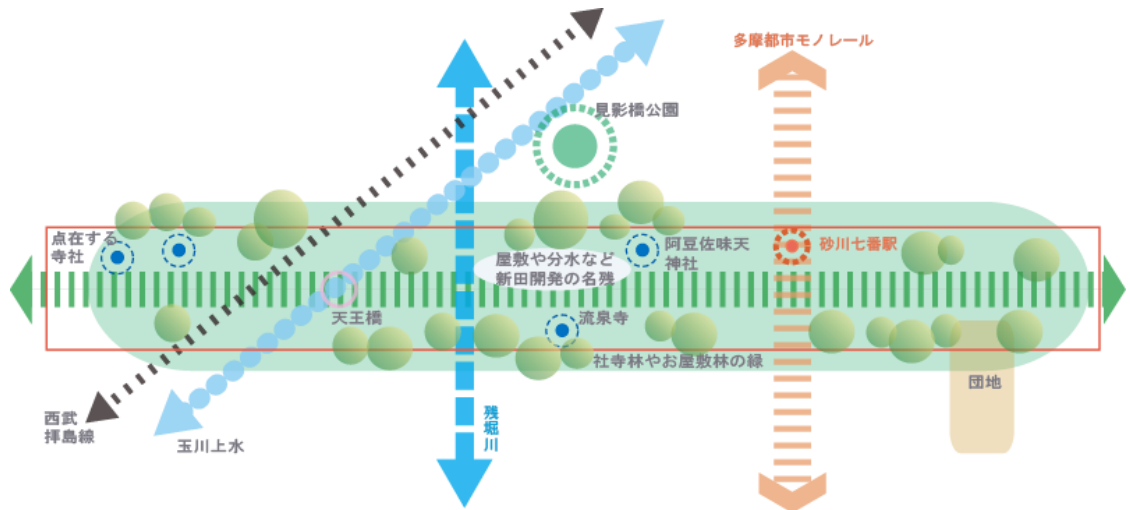 多摩都市モノレール
見影橋公園
点在する
寺社
屋敷や分水など
新田開発の名残
阿豆佐味天
神社
砂川七番駅
天王橋
流泉寺
社寺林やお屋敷林の緑
団地
西武
拝島線
玉川上水
残堀川